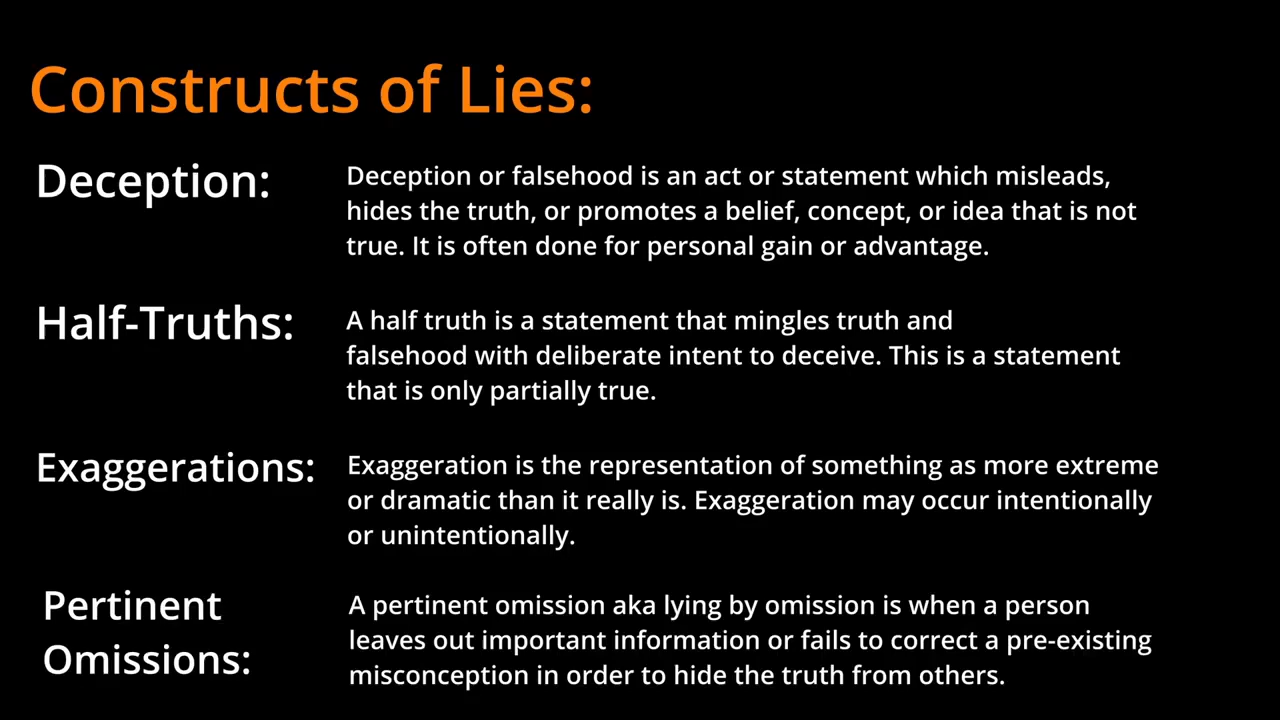 Constructs of Lies:
Deception:
Deception or falsehood is an act or statement which misleads,
hides the truth, or promotes a belief, concept, or idea that is not
true. It is often done for personal gain or advantage.
Half-Truths:
A half truth is a statement that mingles truth and
falsehood with deliberate intent to deceive. This is a statement
that is only partially true.
Exaggerations:
Exaggeration is the representation of something as more extreme
or dramatic than it really is. Exaggeration may occur intentionally
or unintentionally.
Pertinent
Omissions:
A pertinent omission aka lying by omission is when a person
leaves out important information or fails to correct a pre-existing
misconception in order to hide the truth from others.